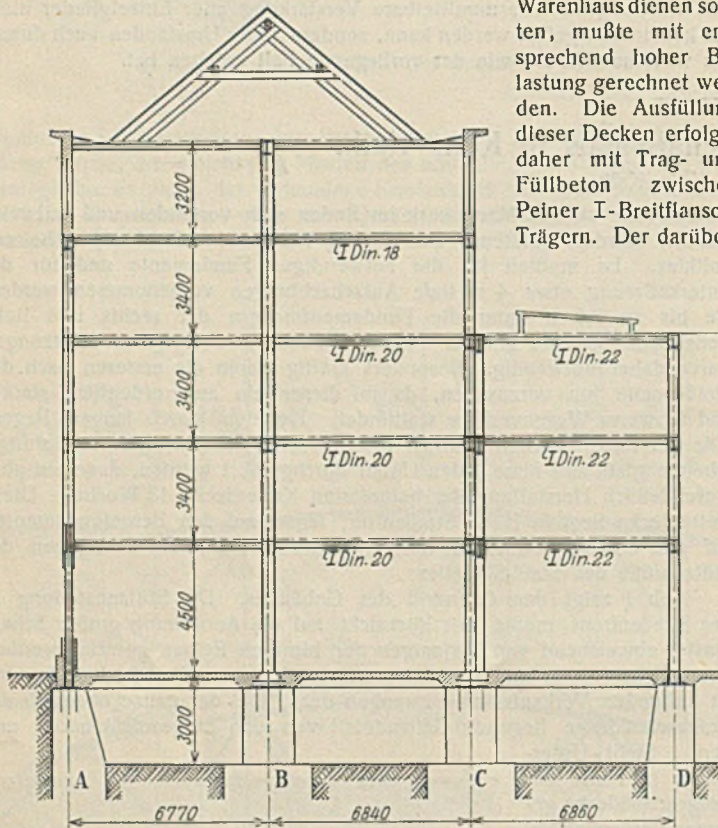 Warenhaus dienen so
ten, mußte mit en
sprechend hoher B
lastung gerechnet we
den. Die Ausfüllun
dieser Decken erfolg
daher mit Trag- un
Füllbeton zwische
Peiner I-Breitflansc
Trägern. Der darübe
3200
I Din. 18
3400
I Din. 20
I Din. 22
3400
I Din. 20
I Din. 22
3400
I Din. 20
I Din. 22
3000
A B C D
6770 6840 6860